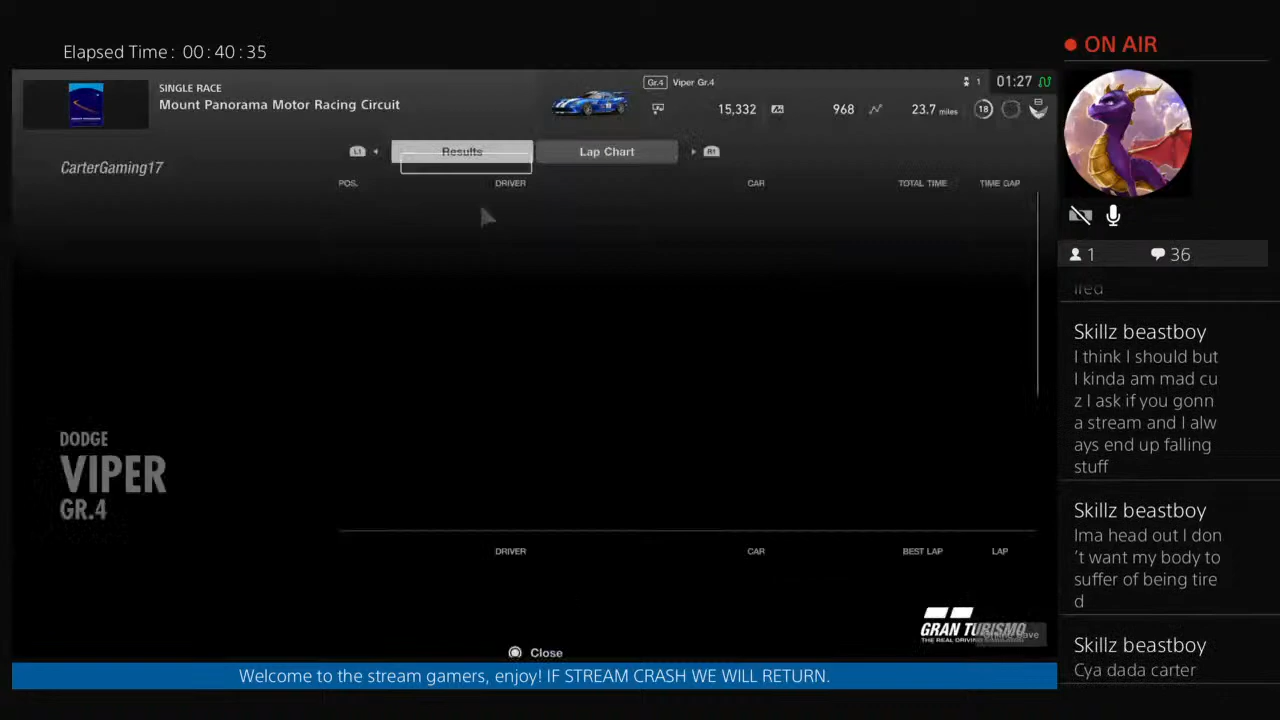 Elapsed Time: 00:40:35
ON AIR
SINGLE RACE
Mount Panorama Motor Racing Circuit
Gr.4 Viper Gr.4
1 01:27
15,332 968 23.7 miles 18
CarterGaming17
L1 Results Lap Chart R1
POS. DRIVER CAR TOTAL TIME TIME GAP
DODGE
VIPER
GR.4
DRIVER CAR BEST LAP LAP
GRAN TURISMO
Close
Welcome to the stream gamers, enjoy! IF STREAM CRASH WE WILL RETURN.
1 36
Skillz beastboy
I think I should but
I kinda am mad cu
z I ask if you gonn
a stream and I alw
ays end up falling
stuff
Skillz beastboy
Ima head out I don
't want my body to
suffer of being tire
d
Skillz beastboy
Cya dada carter